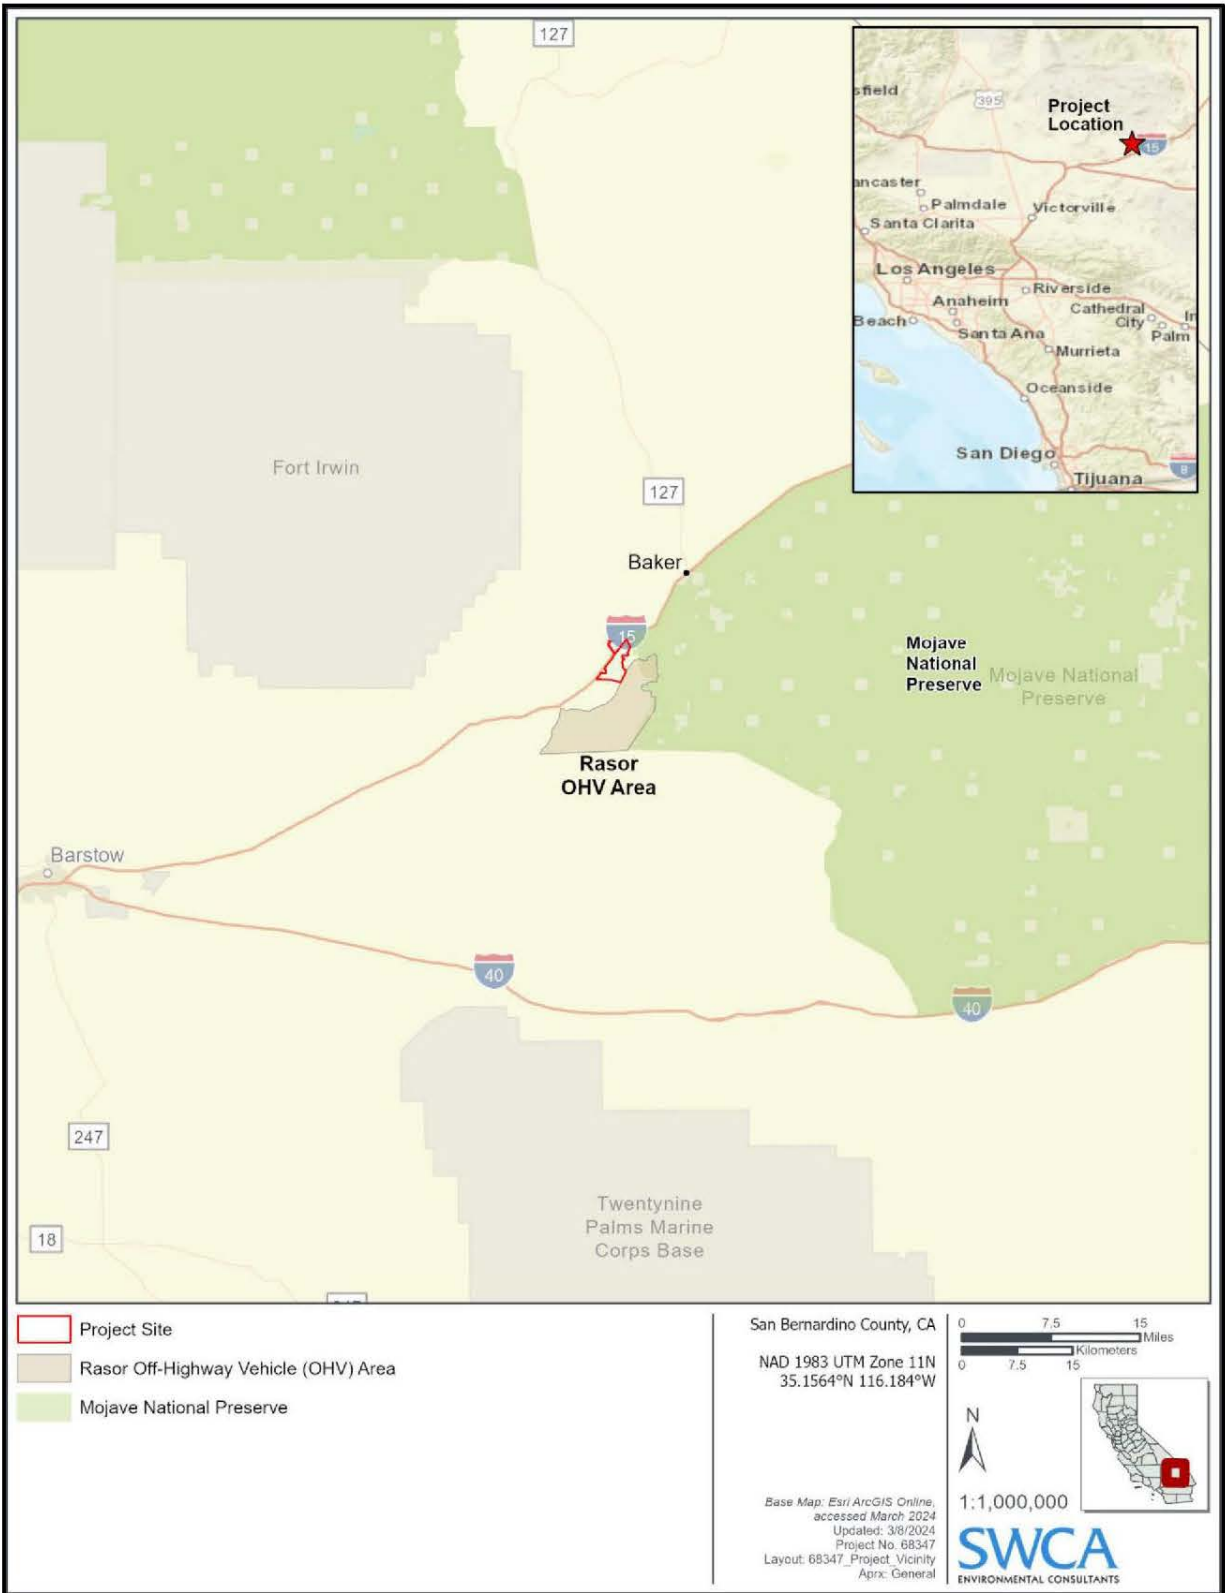 127
sfield
395
Project
Location
15
ancaster
Palmdale
Victorville
Santa Clarita
Los Angeles
Riverside
Anaheim
Cathedral
City
In
Beach
Santa Ana
Palm
Murrieta
Oceanside
San Diego
8
Tijuana
Fort Irwin
127
Baker
15
Mojave
National
Preserve
Mojave National
Preserve
Rasor
OHV Area
Barstow
40
40
247
18
Twentynine
Palms Marine
Corps Base
Project Site
Rasor Off-Highway Vehicle (OHV) Area
Mojave National Preserve
San Bernardino County, CA
NAD 1983 UTM Zone 11N
35.1564°N 116.184°W
Base Map: Esri ArcGIS Online,
accessed March 2024
Updated: 3/8/2024
Project No. 68347
Layout: 68347_Project_Vicinity
Aprx: General
0 7.5 15
Miles
Kilometers
0 7.5 15
N
1:1,000,000
SWCA
ENVIRONMENTAL CONSULTANTS